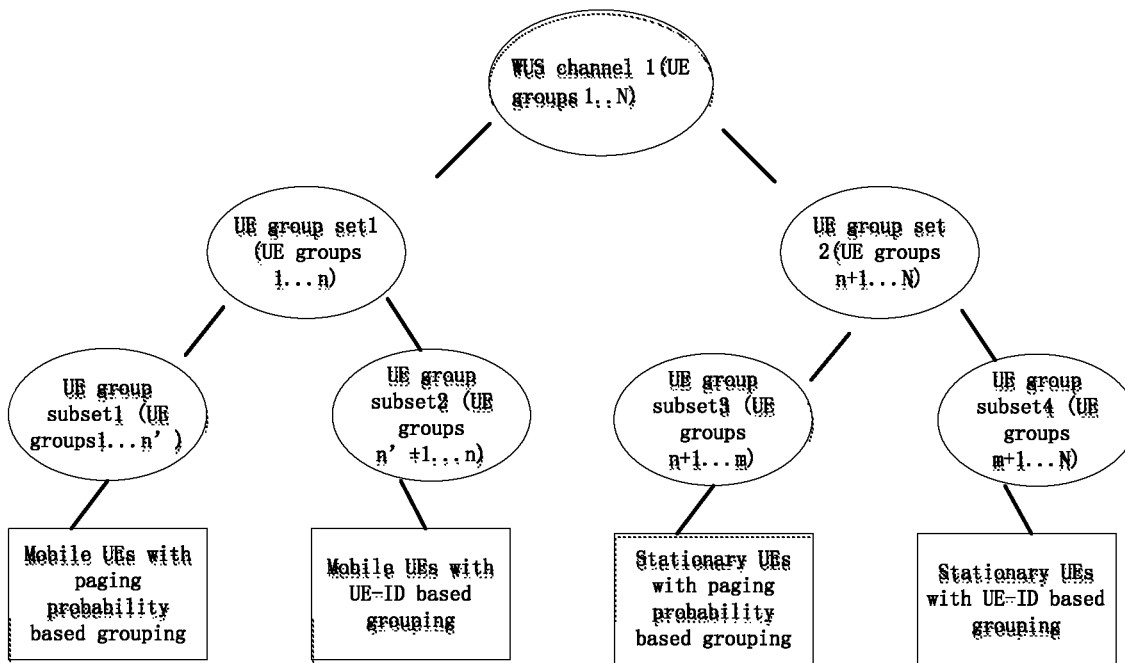 WUS channel 1(UE
groups 1..N)
UE group set1
(UE groups
1...n)
UE group set
2(UE groups
n+1...N)
UE group
subset1 (UE
groups1...n' )
UE group
subset2 (UE
groups
n' +1...n)
UE group
subset3 (UE
groups
n+1...m)
UE group
subset4 (UE
groups
m+1...N)
Mobile UEs with
paging
probability
based grouping
Mobile UEs with
UE-ID based
grouping
Stationary UEs
with paging
probability
based grouping
Stationary UEs
with UE-ID based
grouping